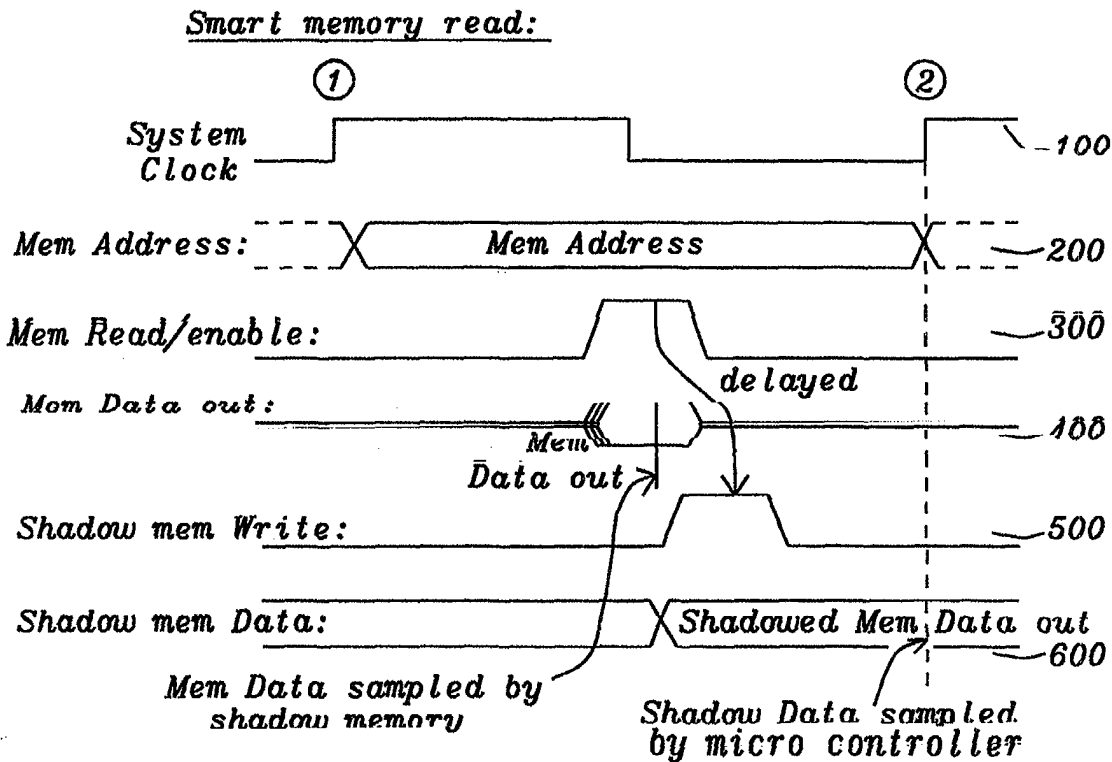 Smart memory read:
1 2
System
Clock
100
Mem Address: Mem Address 200
Mem Read/enable: 300
delayed
Mom Data out: 100
Mem
Data out
Shadow mem Write: 500
Shadow mem Data: Shadowed Mem Data out
600
Mem Data sampled by
shadow memory
Shadow Data sampled
by micro controller